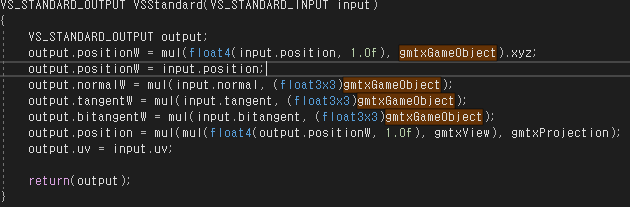 VS_STANDARD_OUTPUT VSStandard(VS_STANDARD_INPUT input)
{
VS_STANDARD_OUTPUT output;
output.positionW = mul(float4(input.position, 1.0f), gmtxGameObject).xyz;
output.positionW = input.position;
output.normalW = mul(input.normal, (float3x3)gmtxGameObject);
output.tangentW = mul(input.tangent, (float3x3)gmtxGameObject);
output.bitangentW = mul(input.bitangent, (float3x3)gmtxGameObject);
output.position = mul(mul(float4(output.positionW, 1.0f), gmtxView), gmtxProjection);
output.uv = input.uv;
return(output);
}